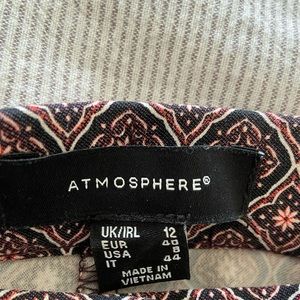 ATMOSPHERE®
UK/IRL 12
EUR 40
USA 8
IT 44
MADE IN
VIETNAM